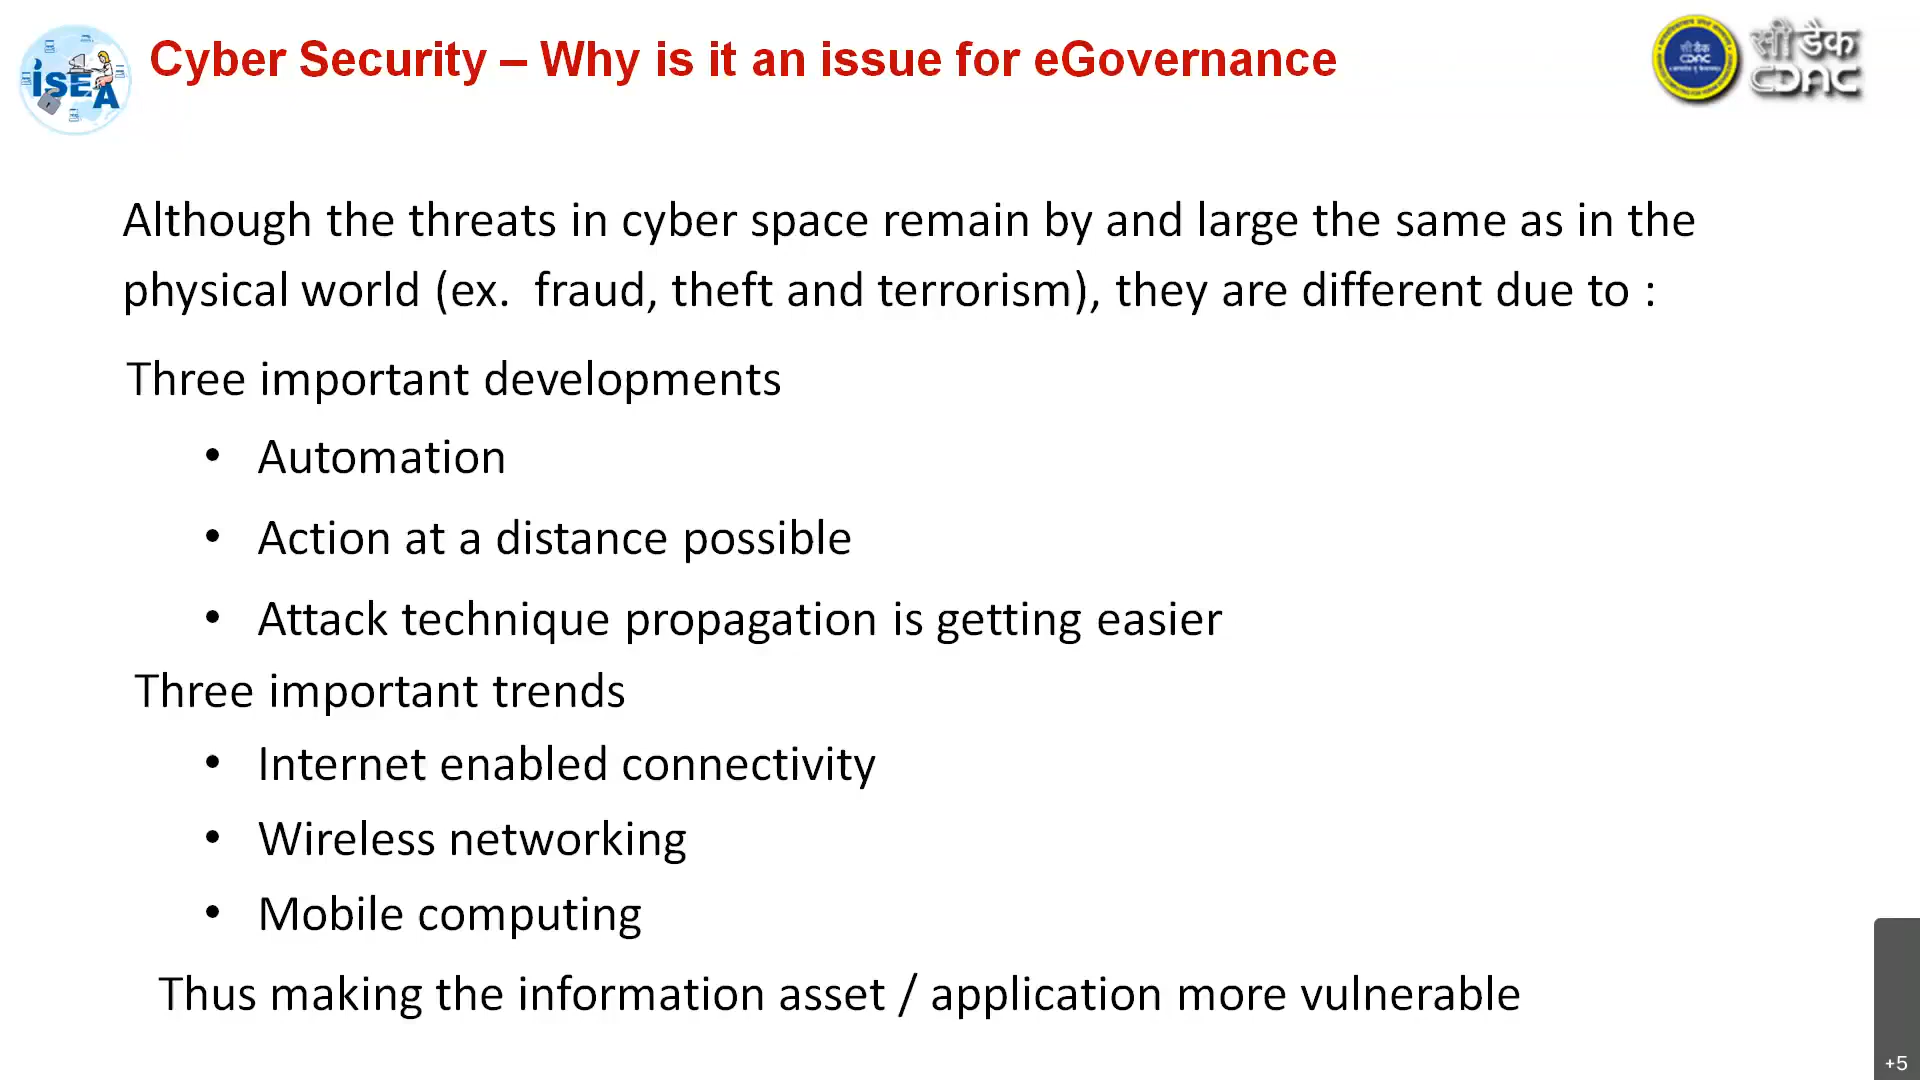 iSEA
Cyber Security – Why is it an issue for eGovernance
सी डैक
CDAC
सी डैक
CDAC
Although the threats in cyber space remain by and large the same as in the
physical world (ex.  fraud, theft and terrorism), they are different due to :
Three important developments
• Automation
• Action at a distance possible
• Attack technique propagation is getting easier
Three important trends
• Internet enabled connectivity
• Wireless networking
• Mobile computing
Thus making the information asset / application more vulnerable
+5